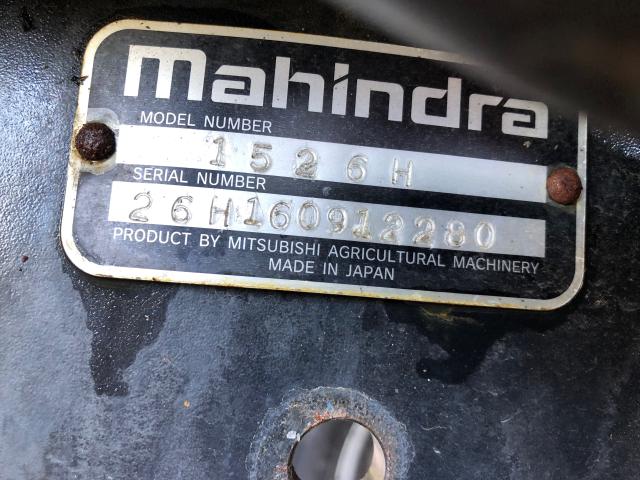 mahindra
MODEL NUMBER
1526H
SERIAL NUMBER
26H160912280
PRODUCT BY MITSUBISHI AGRICULTURAL MACHINERY
MADE IN JAPAN